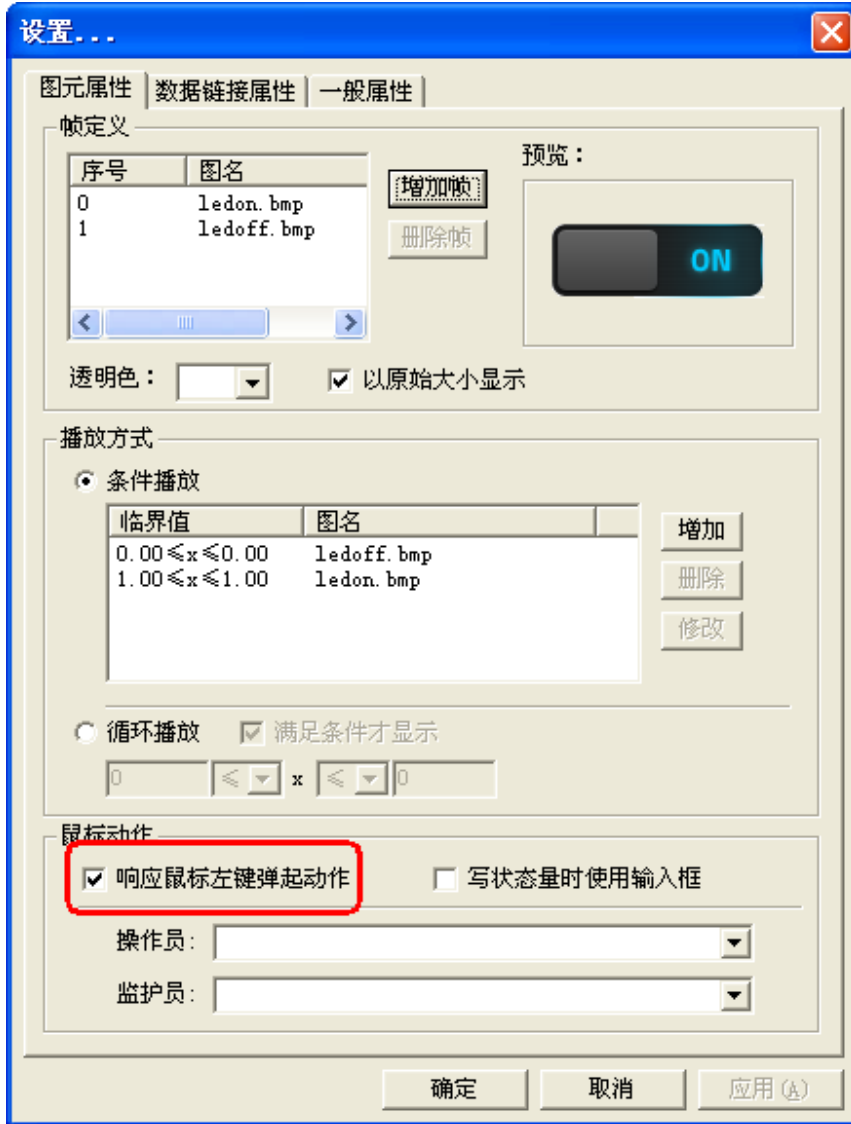 设置...
图元属性 数据链接属性 一般属性
帧定义
序号 图名
0 ledon.bmp
1 ledoff.bmp
增加帧
删除帧
预览：
ON
透明色： 以原始大小显示
播放方式
条件播放
临界值 图名
0.00≤x≤0.00 ledoff.bmp
1.00≤x≤1.00 ledon.bmp
增加
删除
修改
循环播放 满足条件才显示
0 ≤ x ≤ 0
鼠标动作
响应鼠标左键弹起动作 写状态量时使用输入框
操作员:
监护员:
确定 取消 应用(A)